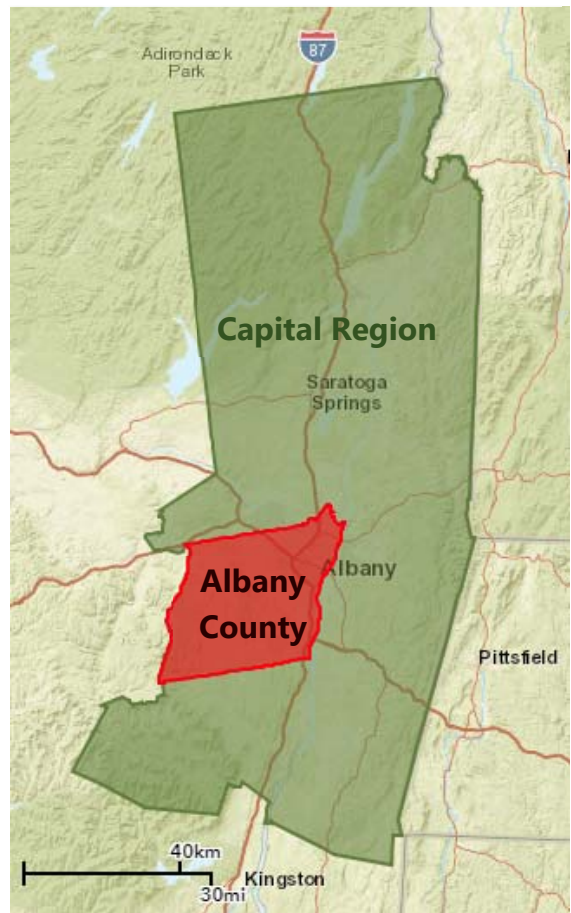 Adirondack
Park
87
Capital Region
Saratoga
Springs
Albany
Albany
County
Pittsfield
40km
30mi
Kingston